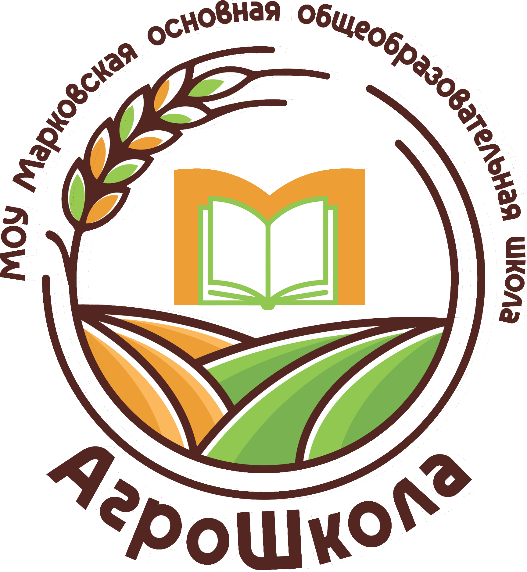 МОУ Марковская основная общеобразовательная школа
АгроШкола